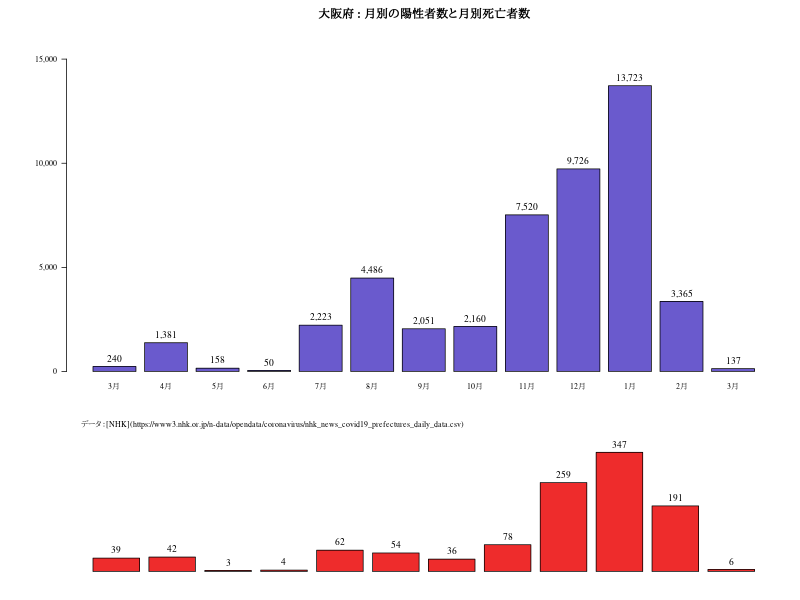 大阪府 : 月別の陽性者数と月別死亡者数
15,000
10,000
5,000
0
240
1,381
158
50
2,223
4,486
2,051
2,160
7,520
9,726
13,723
3,365
137
3月
4月
5月
6月
7月
8月
9月
10月
11月
12月
1月
2月
3月
データ:[NHK](https://www3.nhk.or.jp/n-data/opendata/coronavirus/nhk_news_covid19_prefectures_daily_data.csv)
39
42
3
4
62
54
36
78
259
347
191
6